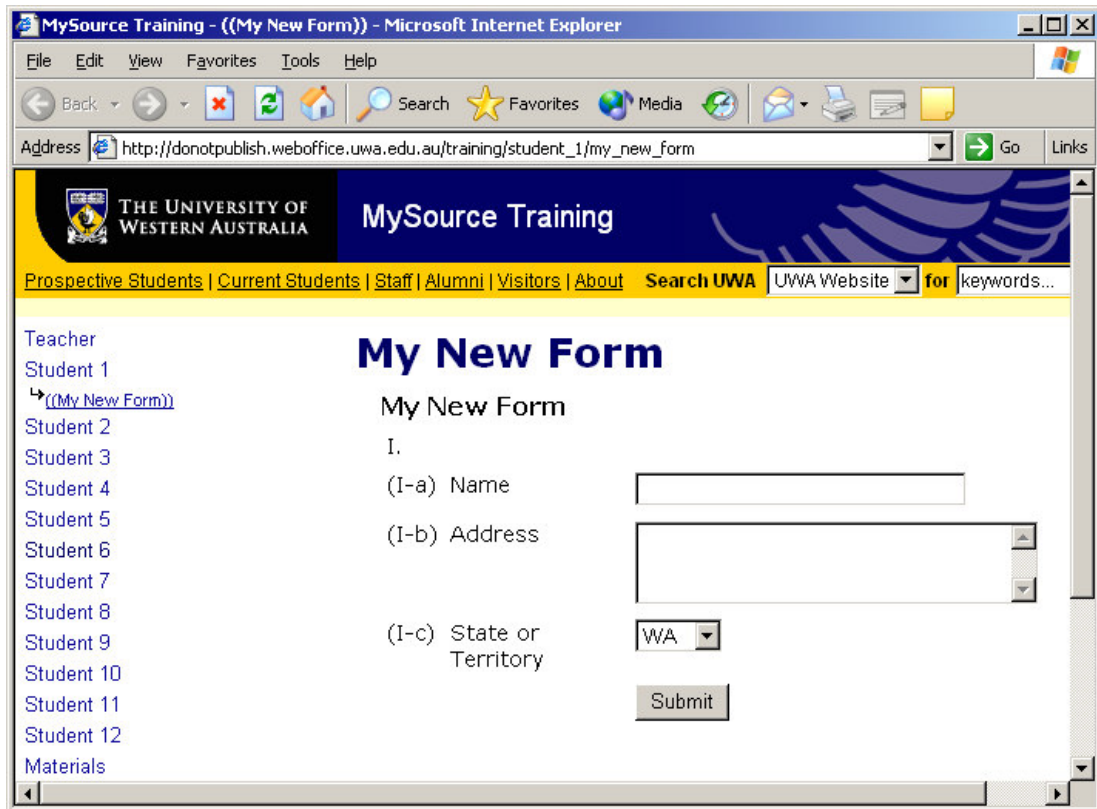 MySource Training - ((My New Form)) - Microsoft Internet Explorer
File Edit View Favorites Tools Help
Back Search Favorites Media
Address http://donotpublish.weboffice.uwa.edu.au/training/student_1/my_new_form Go Links
THE UNIVERSITY OF
WESTERN AUSTRALIA
MySource Training
Prospective Students | Current Students | Staff | Alumni | Visitors | About Search UWA UWA Website for keywords...
Teacher
Student 1
((My New Form))
Student 2
Student 3
Student 4
Student 5
Student 6
Student 7
Student 8
Student 9
Student 10
Student 11
Student 12
Materials
My New Form
My New Form
I.
(I-a) Name
(I-b) Address
(I-c) State or
Territory
WA
Submit